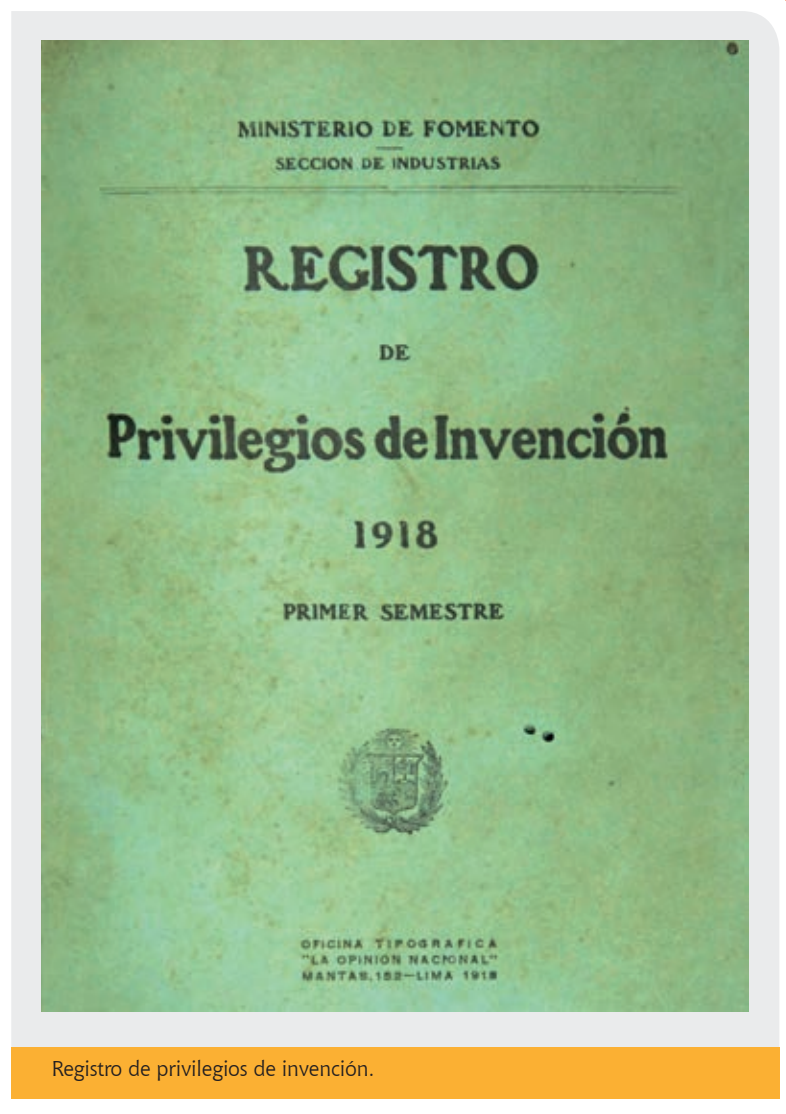 MINISTERIO DE FOMENTO
SECCION DE INDUSTRIAS
REGISTRO
DE
Privilegios de Invención
1918
PRIMER SEMESTRE
OFICINA TIPOGRAFICA
"LA OPINION NACIONAL"
MANTAS, 152—LIMA 1918
Registro de privilegios de invención.